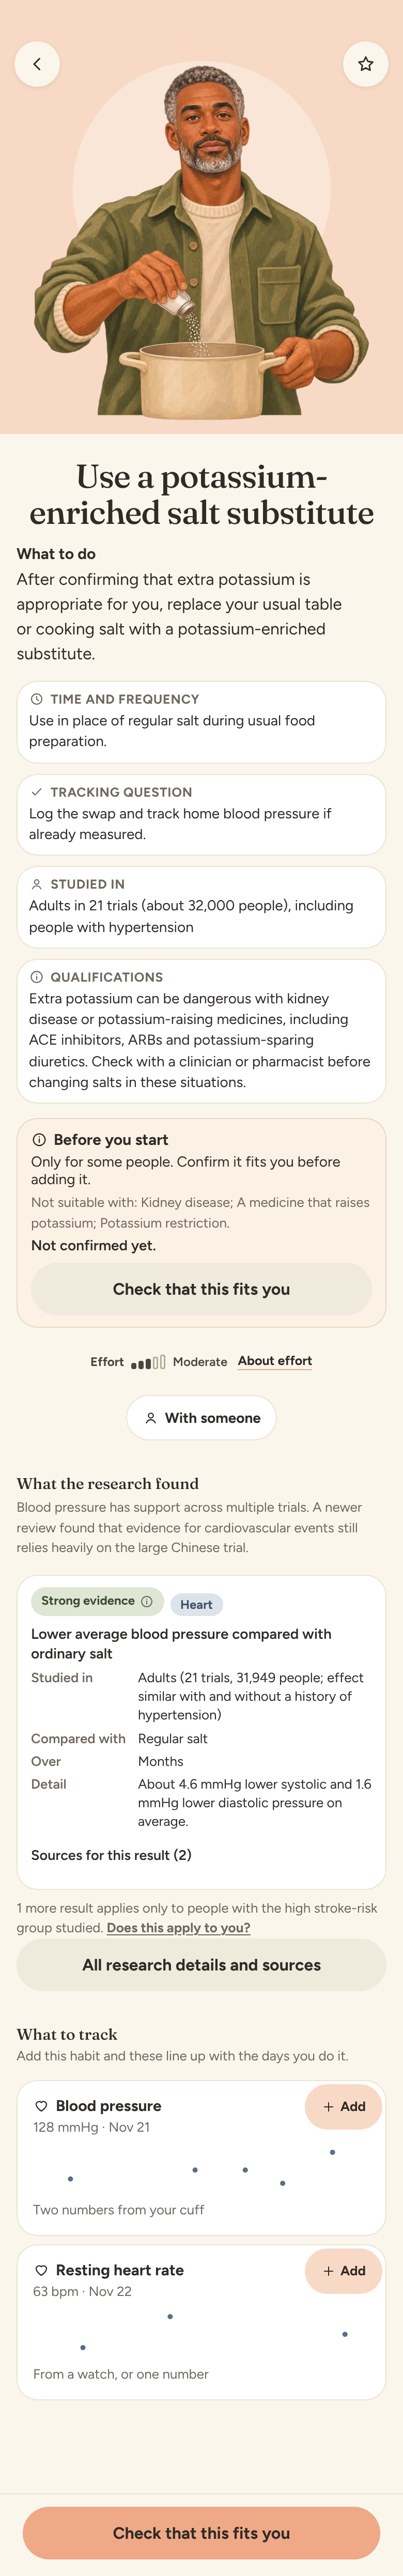 Use a potassium-
enriched salt substitute
What to do
After confirming that extra potassium is
appropriate for you, replace your usual table
or cooking salt with a potassium-enriched
substitute.
TIME AND FREQUENCY
Use in place of regular salt during usual food
preparation.
TRACKING QUESTION
Log the swap and track home blood pressure if
already measured.
STUDIED IN
Adults in 21 trials (about 32,000 people), including
people with hypertension
QUALIFICATIONS
Extra potassium can be dangerous with kidney
disease or potassium-raising medicines, including
ACE inhibitors, ARBs and potassium-sparing
diuretics. Check with a clinician or pharmacist before
changing salts in these situations.
Before you start
Only for some people. Confirm it fits you before
adding it.
Not suitable with: Kidney disease; A medicine that raises
potassium; Potassium restriction.
Not confirmed yet.
Check that this fits you
Effort Moderate About effort
With someone
What the research found
Blood pressure has support across multiple trials. A newer
review found that evidence for cardiovascular events still
relies heavily on the large Chinese trial.
Strong evidence Heart
Lower average blood pressure compared with
ordinary salt
Studied in Adults (21 trials, 31,949 people; effect
similar with and without a history of
hypertension)
Compared with Regular salt
Over Months
Detail About 4.6 mmHg lower systolic and 1.6
mmHg lower diastolic pressure on
average.
Sources for this result (2)
1 more result applies only to people with the high stroke-risk
group studied. Does this apply to you?
All research details and sources
What to track
Add this habit and these line up with the days you do it.
Blood pressure + Add
128 mmHg · Nov 21
Two numbers from your cuff
Resting heart rate + Add
63 bpm · Nov 22
From a watch, or one number
Check that this fits you